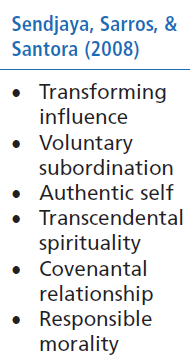 Sendjaya, Sarros, &
Santora (2008)
• Transforming
influence
• Voluntary
subordination
• Authentic self
• Transcendental
spirituality
• Covenantal
relationship
• Responsible
morality